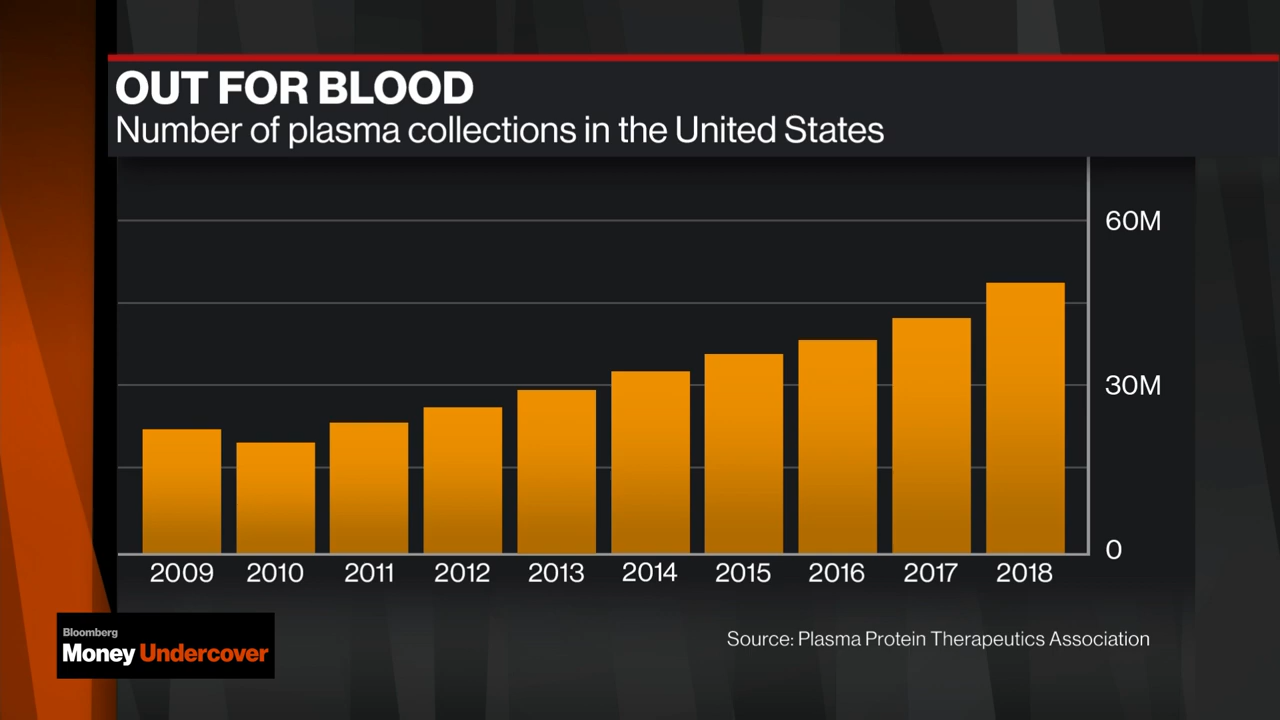 OUT FOR BLOOD
Number of plasma collections in the United States
60M
30M
0
2009 2010 2011 2012 2013 2014 2015 2016 2017 2018
Source: Plasma Protein Therapeutics Association
Bloomberg
Money Undercover